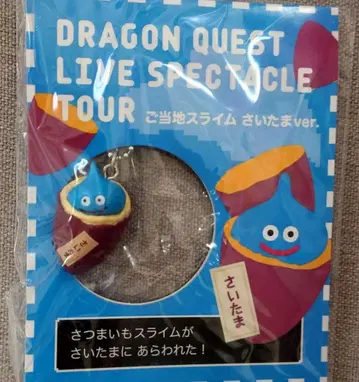 DRAGON QUEST
LIVE SPECTACLE
TOUR ご当地スライム さいたまver.
さいたま
さつまいもスライムが
さいたまに あらわれた!